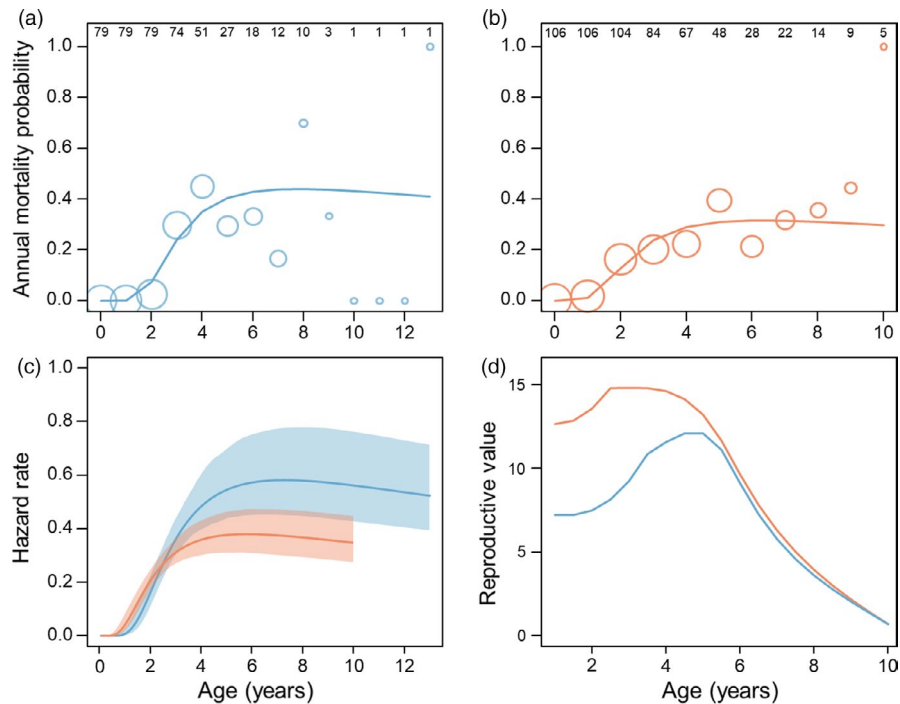 (a)
79 79 79 74 51 27 18 12 10 3 1 1 1 1
1.0
0.8
0.6
0.4
0.2
0.0
Annual mortality probability
0 2 4 6 8 10 12
(b)
106 106 104 84 67 48 28 22 14 9 5
1.0
0.8
0.6
0.4
0.2
0.0
0 2 4 6 8 10
(c)
1.0
0.8
0.6
0.4
0.2
0.0
Hazard rate
0 2 4 6 8 10 12
Age (years)
(d)
15
10
5
0
Reproductive value
2 4 6 8 10
Age (years)